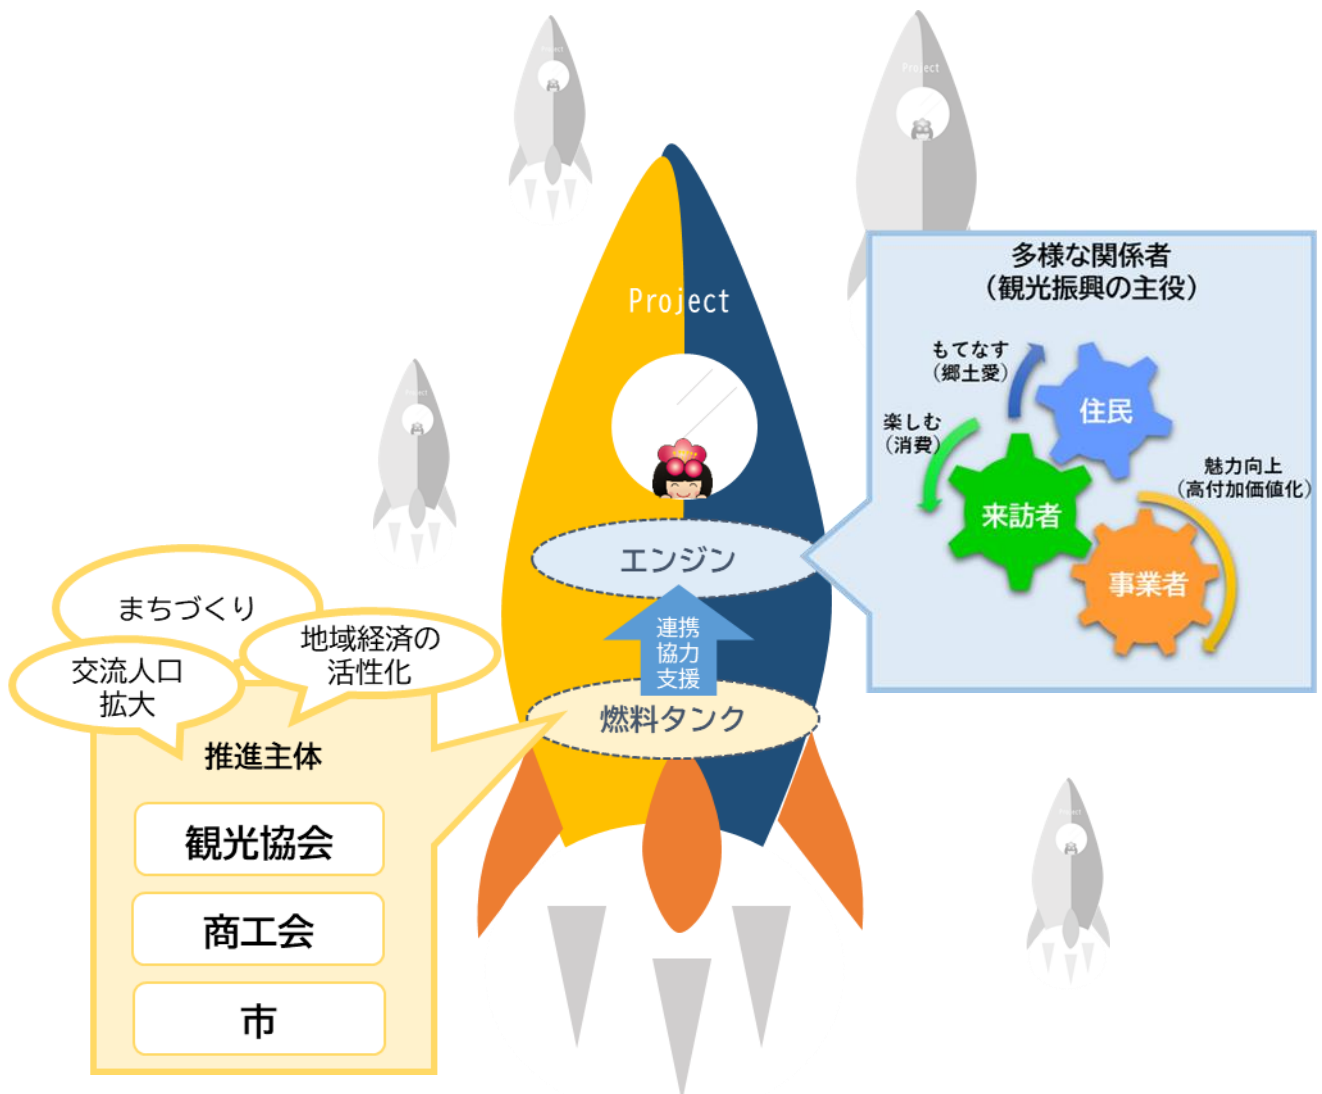 Project
Project
Project
多様な関係者
（観光振興の主役）
もてなす
（郷土愛）
住民
楽しむ
（消費）
来訪者
魅力向上
（高付加価値化）
事業者
Project
エンジン
連携
協力
支援
燃料タンク
まちづくり
地域経済の
活性化
交流人口
拡大
推進主体
観光協会
商工会
市
Project